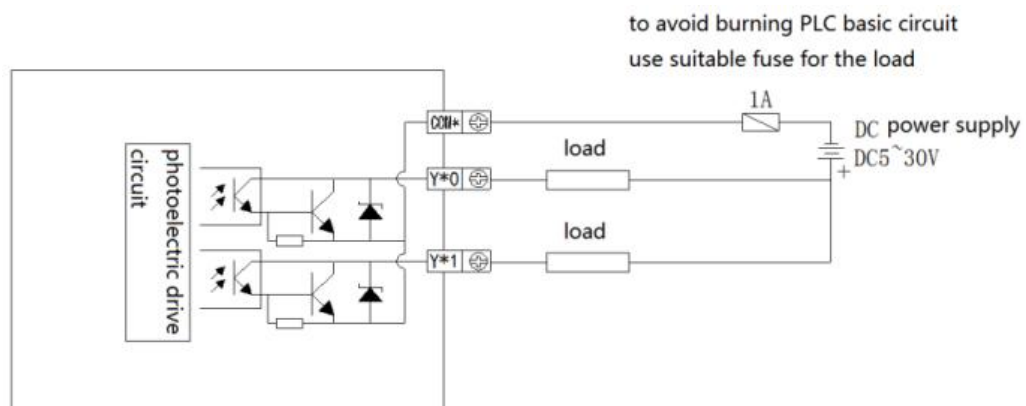 to avoid burning PLC basic circuit
use suitable fuse for the load
1A
COM*
DC power supply
DC5~30V
+
load
Y*0
load
Y*1
photoelectric drive
circuit